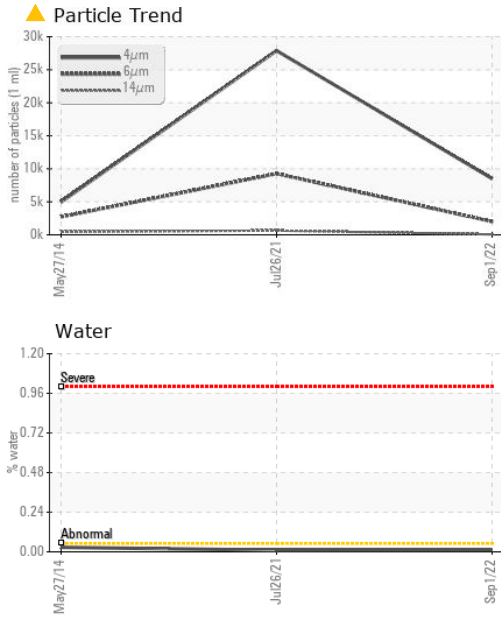 Particle Trend
number of particles (1 ml)
30k
25k
20k
15k
10k
5k
0k
4µm
6µm
14µm
May27/14
Jul26/21
Sep1/22
Water
% water
1.20
0.96
0.72
0.48
0.24
0.00
Severe
Abnormal
May27/14
Jul26/21
Sep1/22